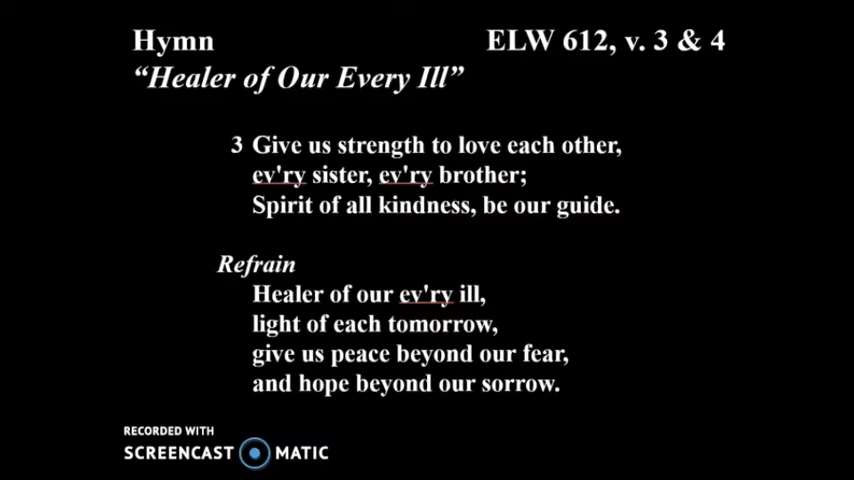 Hymn ELW 612, v. 3 & 4
“Healer of Our Every Ill”
3 Give us strength to love each other,
ev'ry sister, ev'ry brother;
Spirit of all kindness, be our guide.
Refrain
Healer of our ev'ry ill,
light of each tomorrow,
give us peace beyond our fear,
and hope beyond our sorrow.
RECORDED WITH
SCREENCAST MATIC